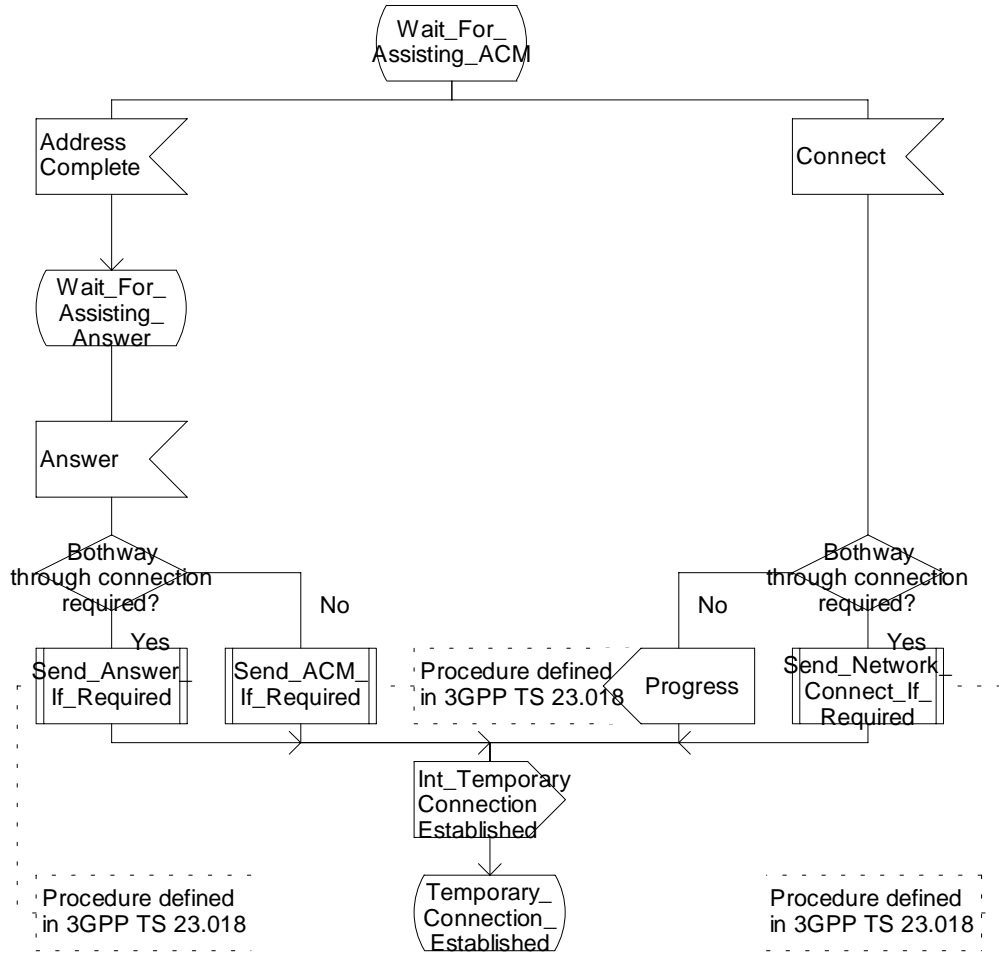 Wait_For_
Assisting_ACM
Address
Complete
Connect
Wait_For_
Assisting_
Answer
Answer
Bothway
through connection
required?
Bothway
through connection
required?
No
No
Yes
Yes
Send_Answer_
If_Required
Send_ACM_
If_Required
Procedure defined
in 3GPP TS 23.018
Progress
Send_Network_
Connect_If_
Required
Int_Temporary
Connection
Established
Procedure defined
in 3GPP TS 23.018
Temporary_
Connection_
Established
Procedure defined
in 3GPP TS 23.018